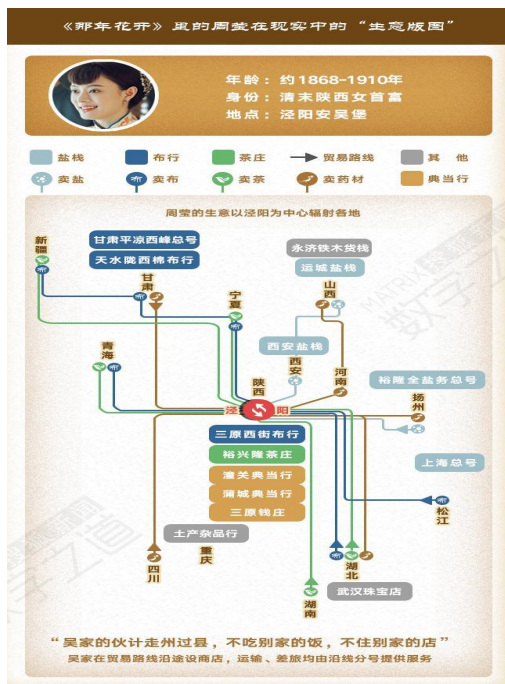 《那年花开》里的周莹在现实中的“生意版图”
年龄：约1868-1910年
身份：清末陕西女首富
地点：泾阳安吴堡
盐栈 布行 茶庄 贸易路线 其 他
卖盐 卖布 卖茶 卖药材 典当行
周莹的生意以泾阳为中心辐射各地
新疆
甘肃平凉西峰总号
天水陇西棉布行
甘肃
宁夏
永济铁木货栈
运城盐栈
山西
青海
西安盐栈
西安
河南
陕西
裕隆全盐务总号
扬州
泾 阳
三原西街布行
裕兴隆茶庄
潼关典当行
蒲城典当行
三原钱庄
上海总号
松江
土产杂品行
重庆
四川
湖北
湖南
武汉珠宝店
“吴家的伙计走州过县，不吃别家的饭，不住别家的店”
吴家在贸易路线沿途设商店，运输、差旅均由沿线分号提供服务
数字之道
数字之道